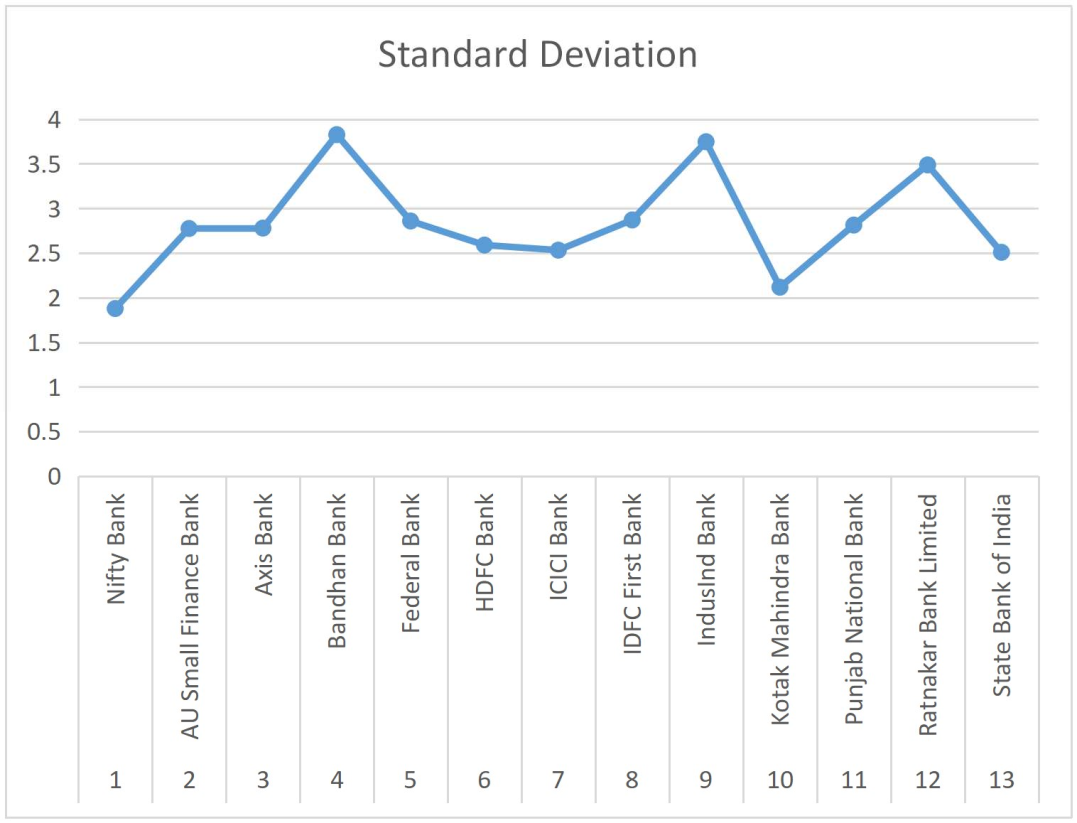 Standard Deviation
4
3.5
3
2.5
2
1.5
1
0.5
0
Nifty Bank
AU Small Finance Bank
Axis Bank
Bandhan Bank
Federal Bank
HDFC Bank
ICICI Bank
IDFC First Bank
IndusInd Bank
Kotak Mahindra Bank
Punjab National Bank
Ratnakar Bank Limited
State Bank of India
1 2 3 4 5 6 7 8 9 10 11 12 13